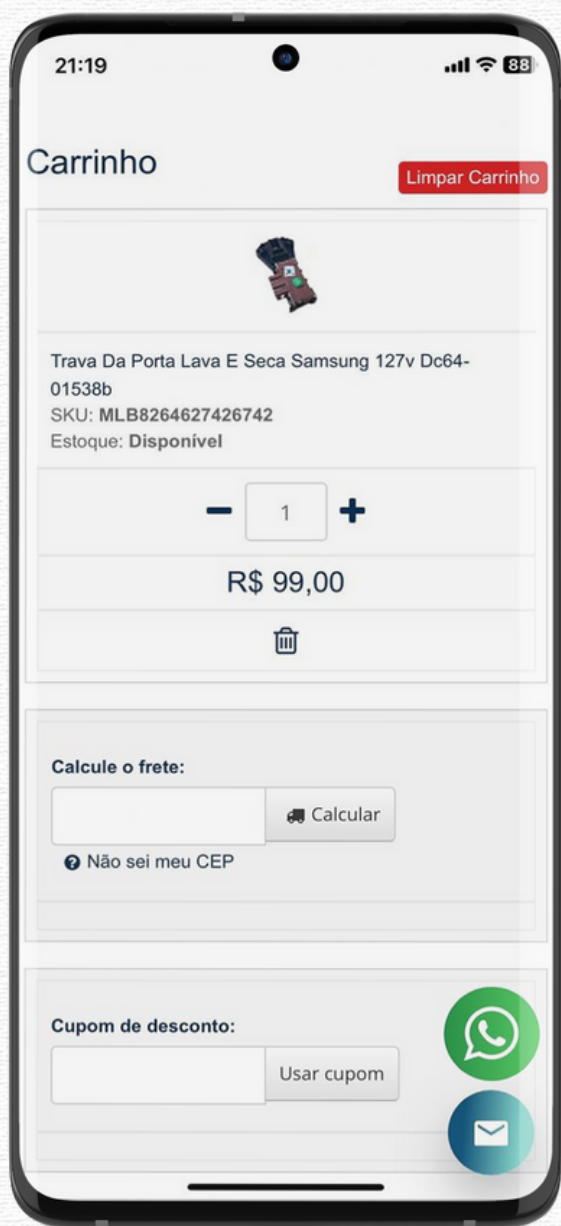 21:19
88
Carrinho
Limpar Carrinho
Trava Da Porta Lava E Seca Samsung 127v Dc64-
01538b
SKU: MLB8264627426742
Estoque: Disponível
1
R$ 99,00
Calcule o frete:
Calcular
Não sei meu CEP
Cupom de desconto:
Usar cupom